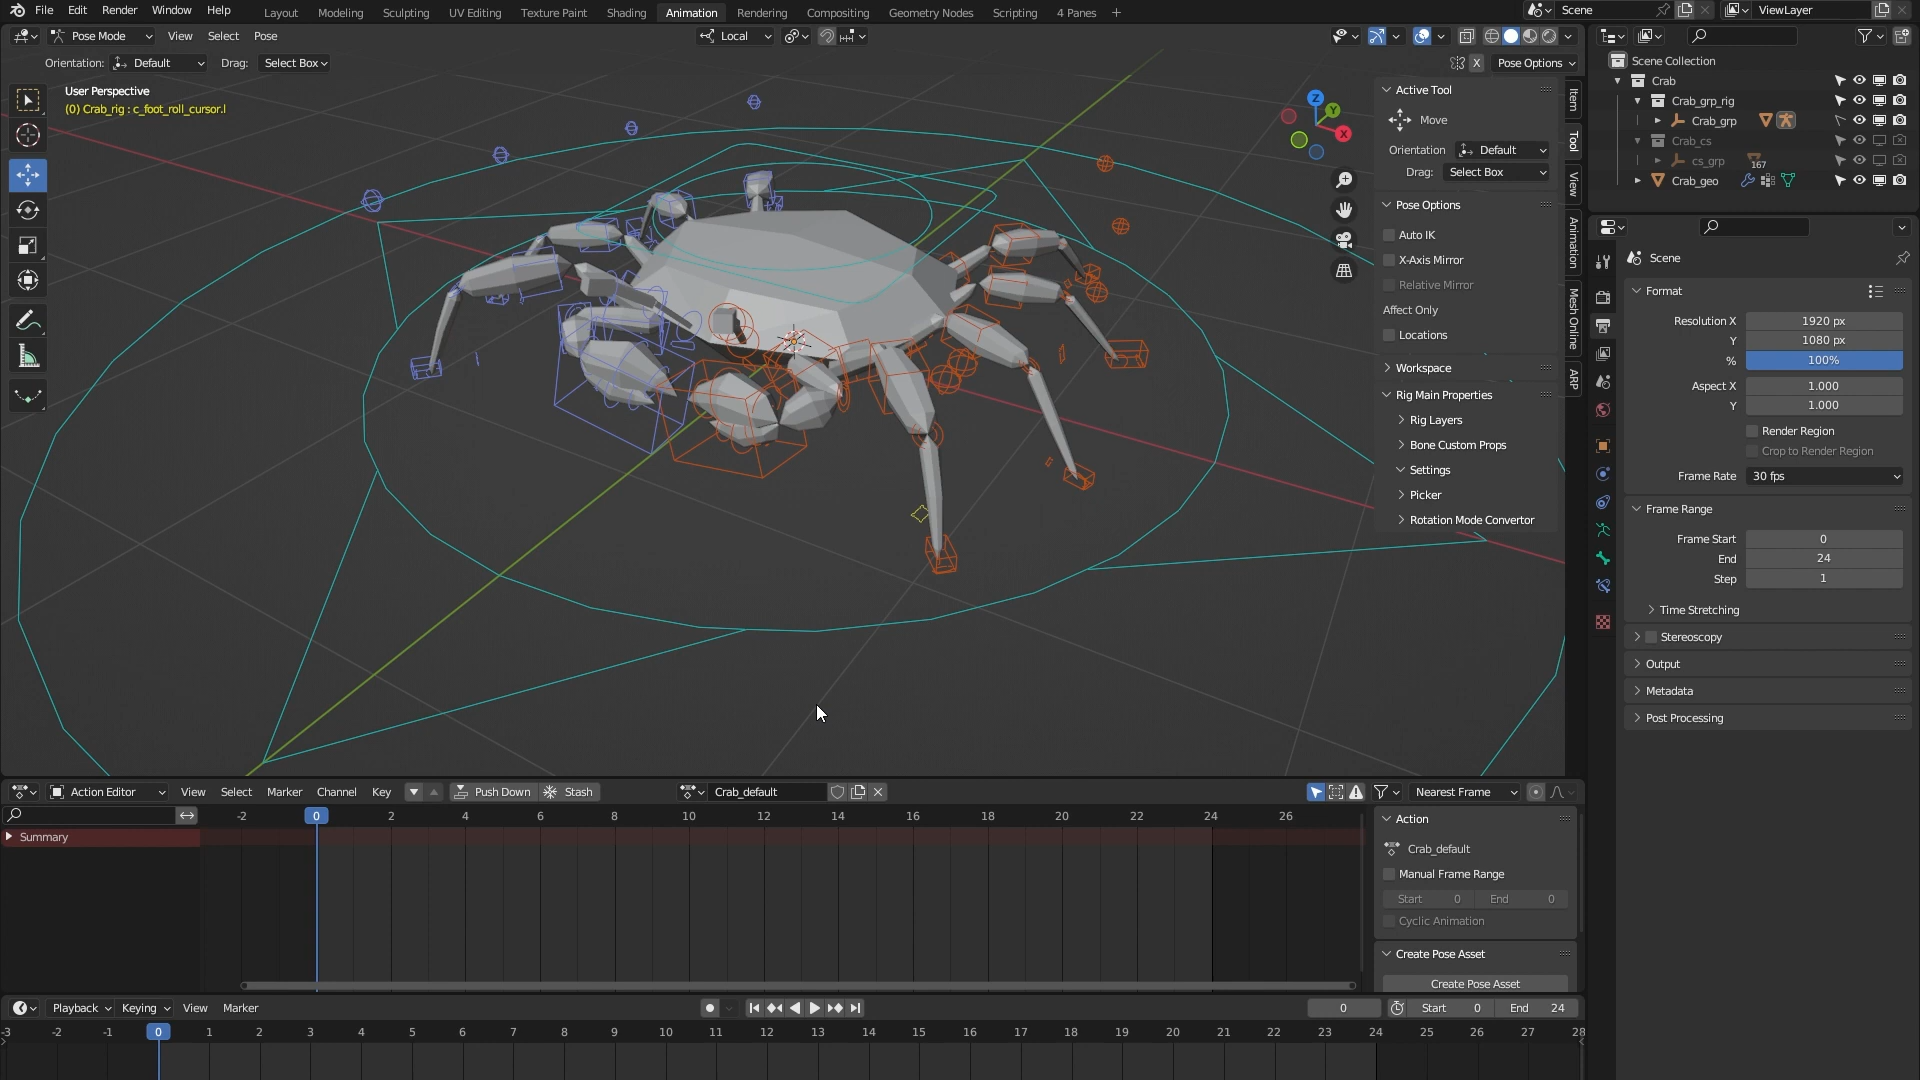 File Edit Render Window Help Layout Modeling Sculpting UV Editing Texture Paint Shading Animation Rendering Compositing Geometry Nodes Scripting 4 Panes + Scene ViewLayer
Pose Mode View Select Pose Local
Orientation: Default Drag: Select Box X Pose Options
User Perspective
(0) Crab_rig : c_foot_roll_cursor.l
Z
Y
X
Active Tool
Move
Orientation Default
Drag: Select Box
Pose Options
Auto IK
X-Axis Mirror
Relative Mirror
Affect Only
Locations
Workspace
Rig Main Properties
Rig Layers
Bone Custom Props
Settings
Picker
Rotation Mode Convertor
Item
Tool
View
Animation
Mesh Online
ARP
Scene Collection
Crab
Crab_grp_rig
Crab_grp
Crab_cs
cs_grp 167
Crab_geo
Scene
Format
Resolution X 1920 px
Y 1080 px
% 100%
Aspect X 1.000
Y 1.000
Render Region
Crop to Render Region
Frame Rate 30 fps
Frame Range
Frame Start 0
End 24
Step 1
Time Stretching
Stereoscopy
Output
Metadata
Post Processing
Action Editor View Select Marker Channel Key Push Down Stash Crab_default Nearest Frame
-2 0 2 4 6 8 10 12 14 16 18 20 22 24 26
Summary
Action
Crab_default
Manual Frame Range
Start 0 End 0
Cyclic Animation
Create Pose Asset
Create Pose Asset
Playback Keying View Marker 0 Start 0 End 24
-3 -2 -1 0 1 2 3 4 5 6 7 8 9 10 11 12 13 14 15 16 17 18 19 20 21 22 23 24 25 26 27 28